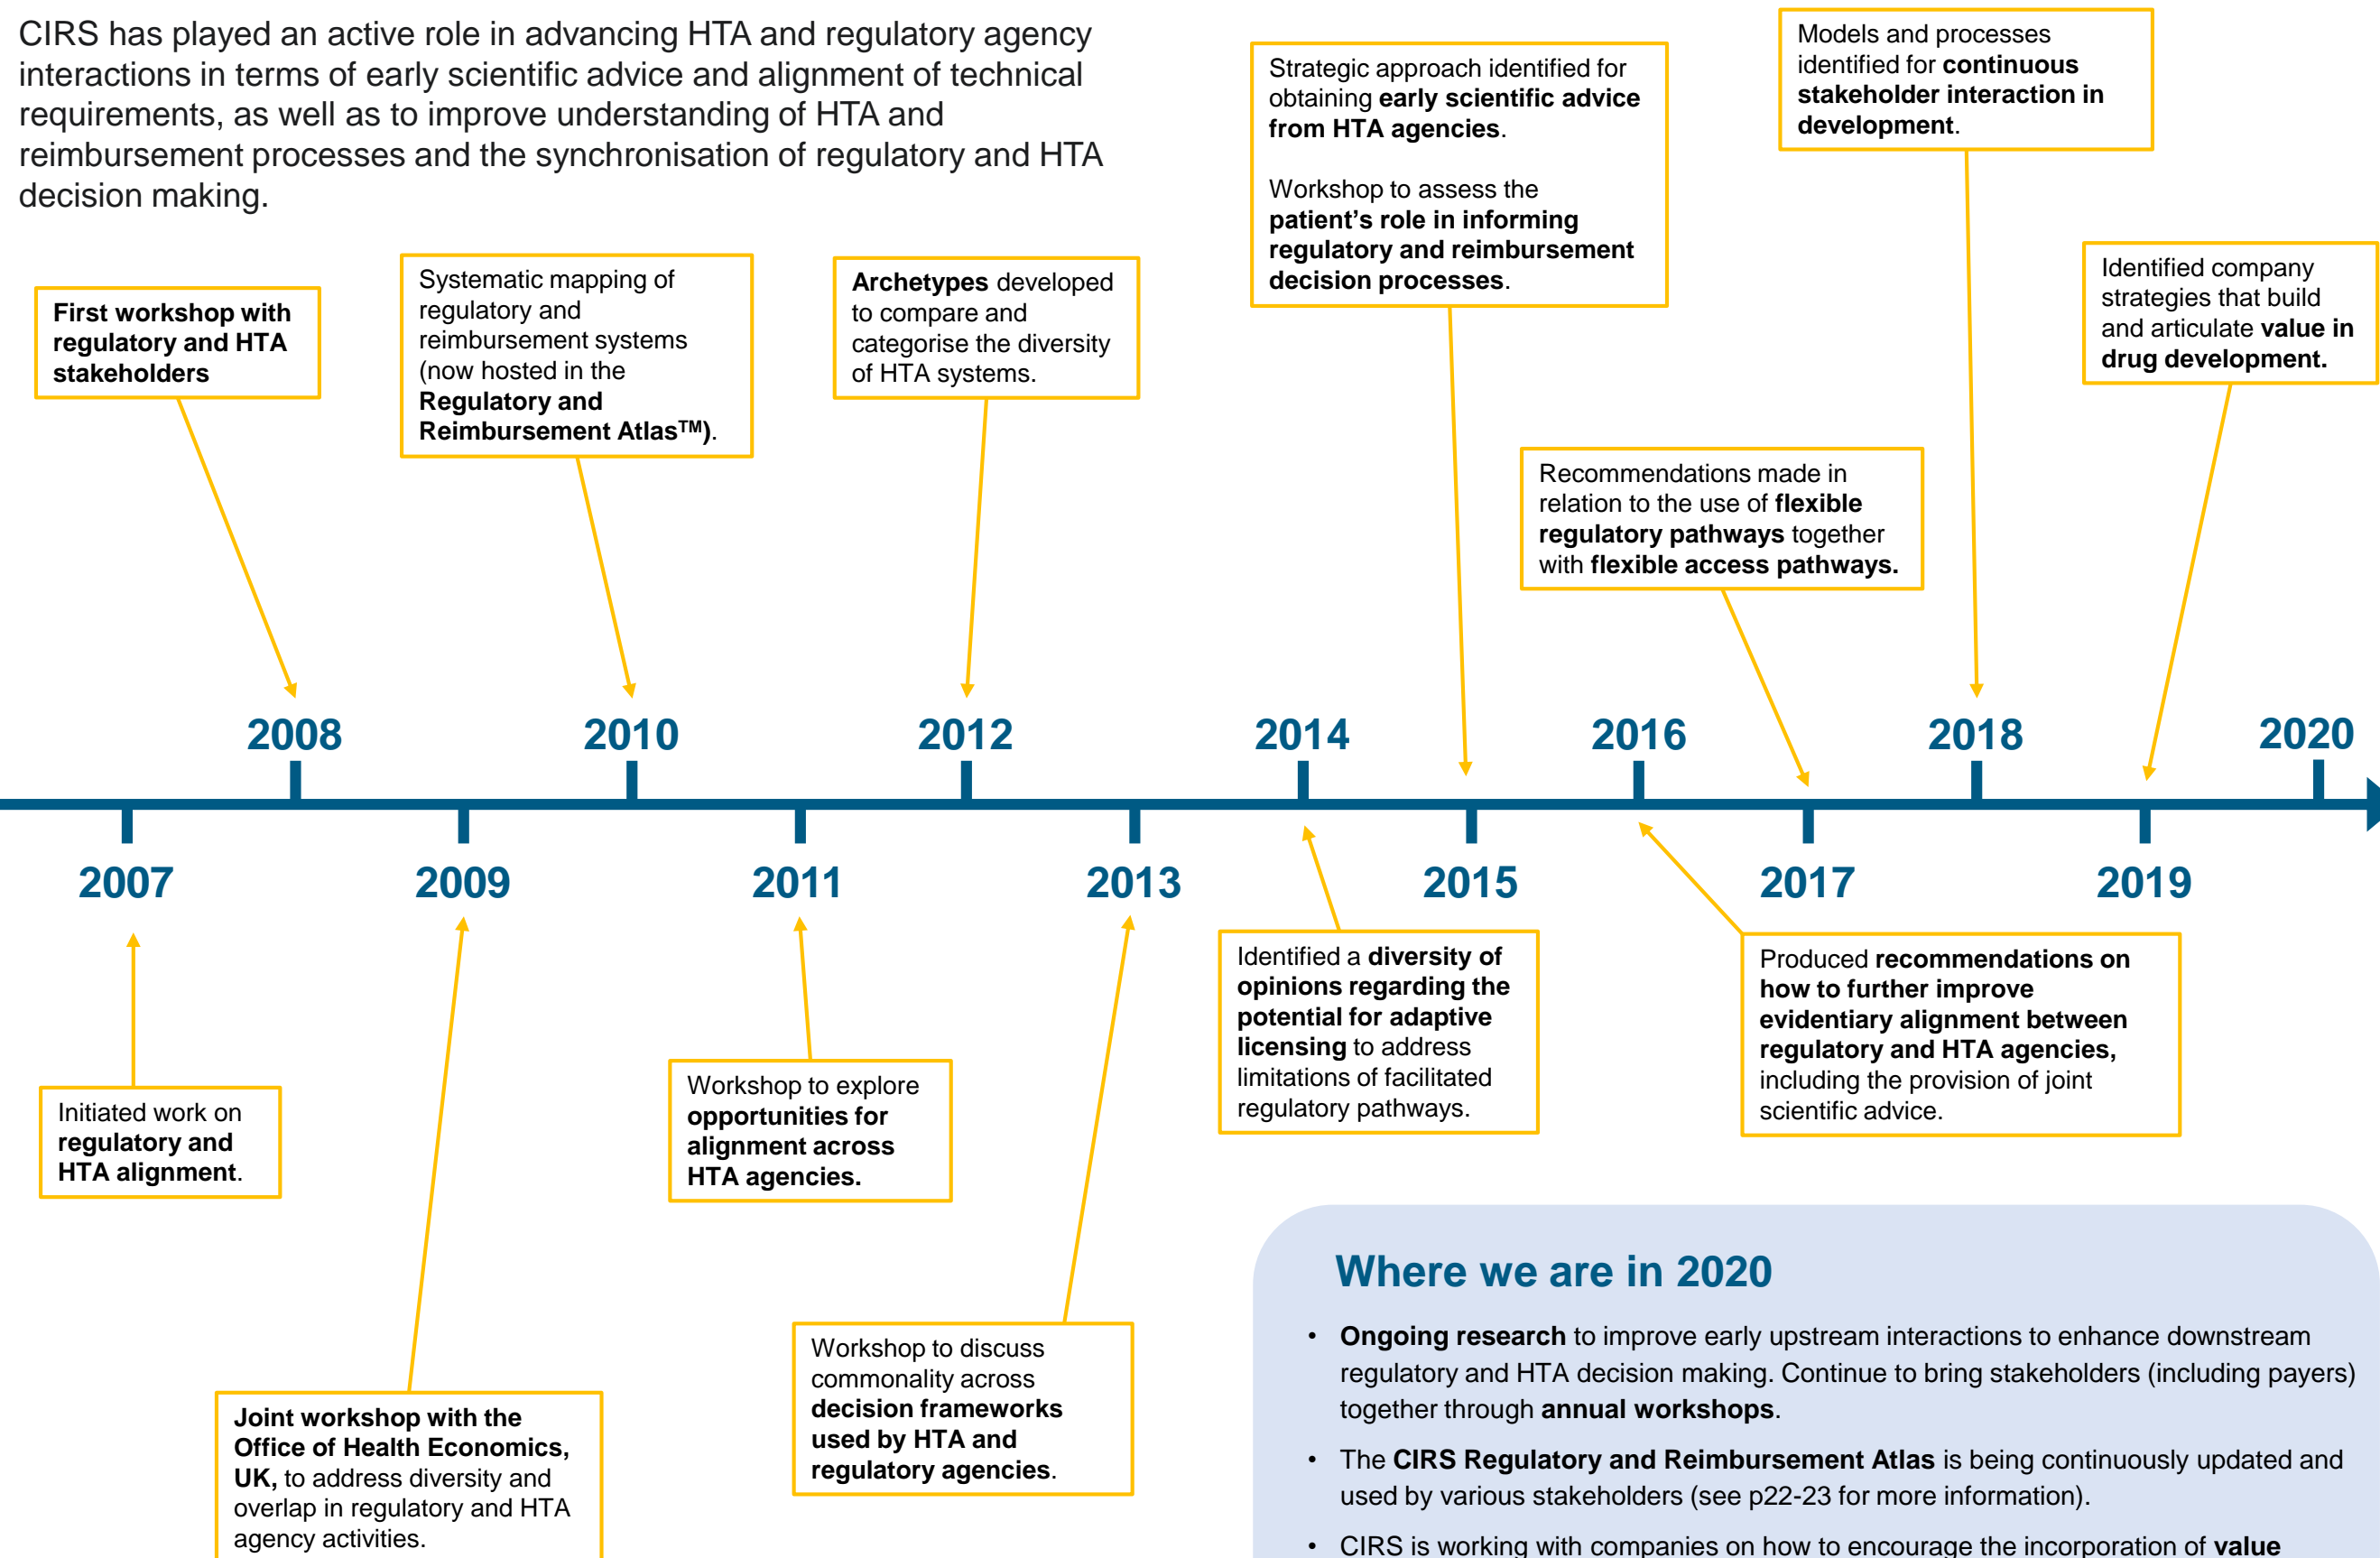 CIRS has played an active role in advancing HTA and regulatory agency
interactions in terms of early scientific advice and alignment of technical
requirements, as well as to improve understanding of HTA and
reimbursement processes and the synchronisation of regulatory and HTA
decision making.
First workshop with
regulatory and HTA
stakeholders
Systematic mapping of
regulatory and
reimbursement systems
(now hosted in the
Regulatory and
Reimbursement Atlas™).
Archetypes developed
to compare and
categorise the diversity
of HTA systems.
Strategic approach identified for
obtaining early scientific advice
from HTA agencies.
Workshop to assess the
patient's role in informing
regulatory and reimbursement
decision processes.
Recommendations made in
relation to the use of flexible
regulatory pathways together
with flexible access pathways.
Models and processes
identified for continuous
stakeholder interaction in
development.
Identified company
strategies that build
and articulate value in
drug development.
2008
2010
2012
2014
2016
2018
2020
2007
2009
2011
2013
2015
2017
2019
Initiated work on
regulatory and
HTA alignment.
Joint workshop with the
Office of Health Economics,
UK, to address diversity and
overlap in regulatory and HTA
agency activities.
Workshop to explore
opportunities for
alignment across
HTA agencies.
Workshop to discuss
commonality across
decision frameworks
used by HTA and
regulatory agencies.
Identified a diversity of
opinions regarding the
potential for adaptive
licensing to address
limitations of facilitated
regulatory pathways.
Produced recommendations on
how to further improve
evidentiary alignment between
regulatory and HTA agencies,
including the provision of joint
scientific advice.
Where we are in 2020
• Ongoing research to improve early upstream interactions to enhance downstream
regulatory and HTA decision making. Continue to bring stakeholders (including payers)
together through annual workshops.
• The CIRS Regulatory and Reimbursement Atlas is being continuously updated and
used by various stakeholders (see p22-23 for more information).
• CIRS is working with companies on how to encourage the incorporation of value